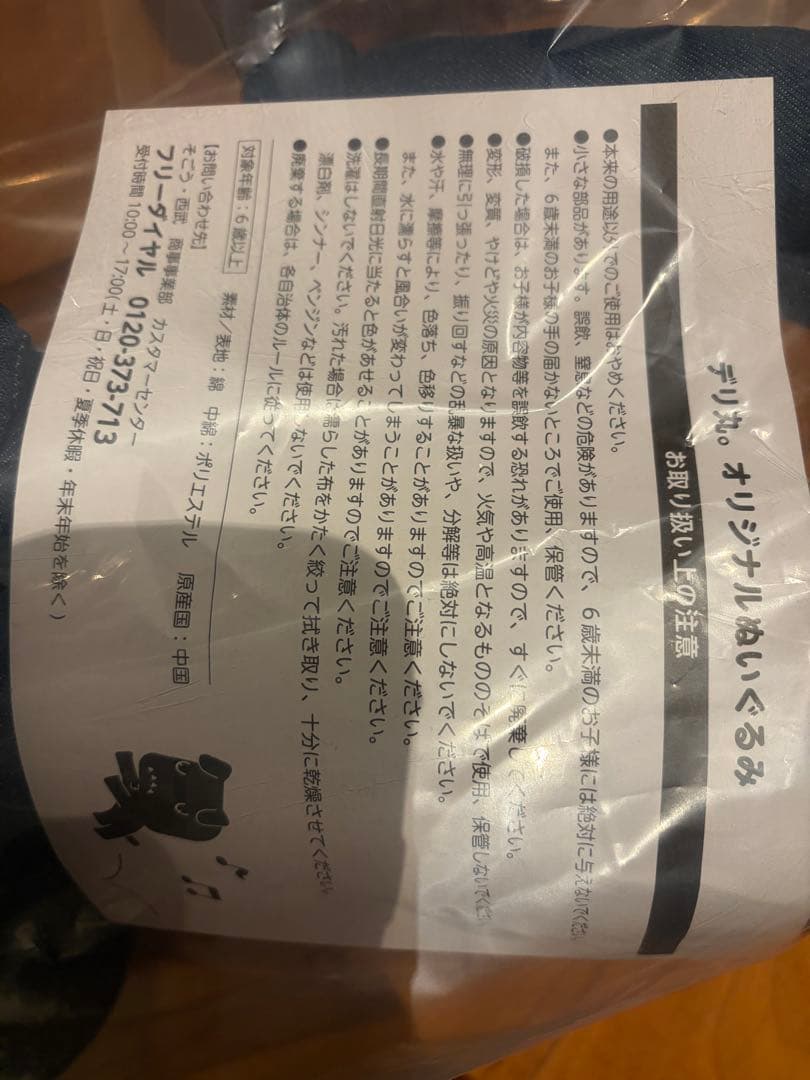 デリ丸。オリジナルぬいぐるみ
お取り扱い上の注意
●本来の用途以外でのご使用はおやめください。
●小さな部品があります。誤飲、窒息などの危険がありますので、6歳未満のお子様には絶対に与えないでください
また、6歳未満のお子様の手の届かないところでご使用、保管ください。
●破損した場合は、お子様が内容物等を誤飲する恐れがありますので、すぐに廃棄してください。
●変形、変質、やけどや火災の原因となりますので、火気や高温となるもののそばで使用、保管しないでくださ
●無理に引っ張ったり、振り回すなどの乱暴な扱いや、分解等は絶対にしないでください。
●水や汗、摩擦等により、色落ち、色移りすることがありますのでご注意ください。
また、水に濡らすと風合いが変わってしまうことがありますのでご注意ください。
●長期間直射日光に当たると色があせることがありますのでご注意ください。
●洗濯はしないでください。汚れた場合は濡らした布をかたく絞って拭き取り、十分に乾燥させてください
漂白剤、シンナー、ベンジンなどは使用しないでください。
●廃棄する場合は、各自治体のルールに従ってください。
対象年齢:6歳以上 素材/表地:綿 中綿:ポリエステル 原産国:中国
【お問い合わせ先】
そごう・西武 商事事業部 カスタマーセンター
フリーダイヤル 0120-373-713
受付時間 10:00~17:00(土・日・祝日・夏季休暇・年末年始を除く)